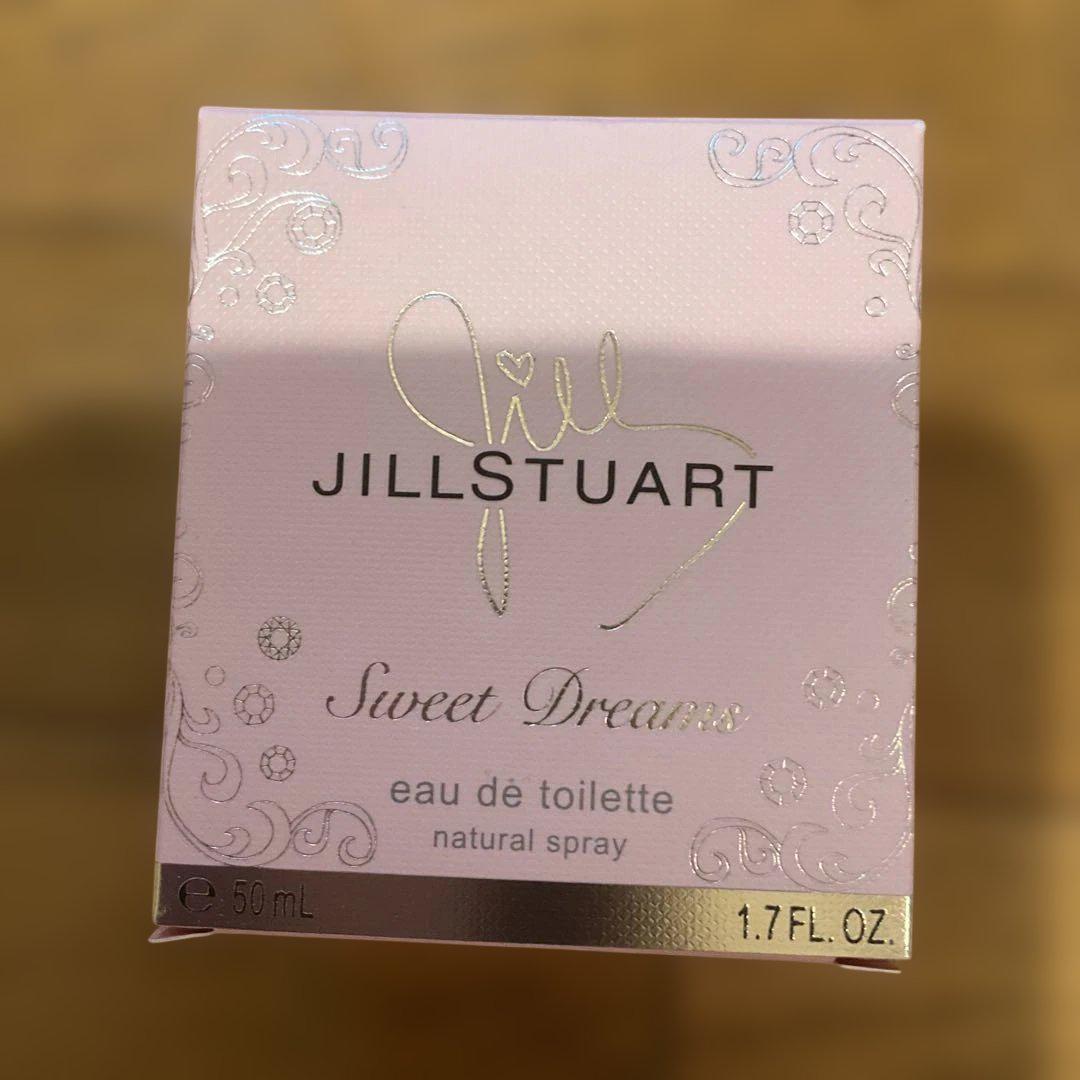 Jill
JILLSTUART
Sweet Dreams
eau de toilette
natural spray
℮ 50 mL
1.7 FL. OZ.